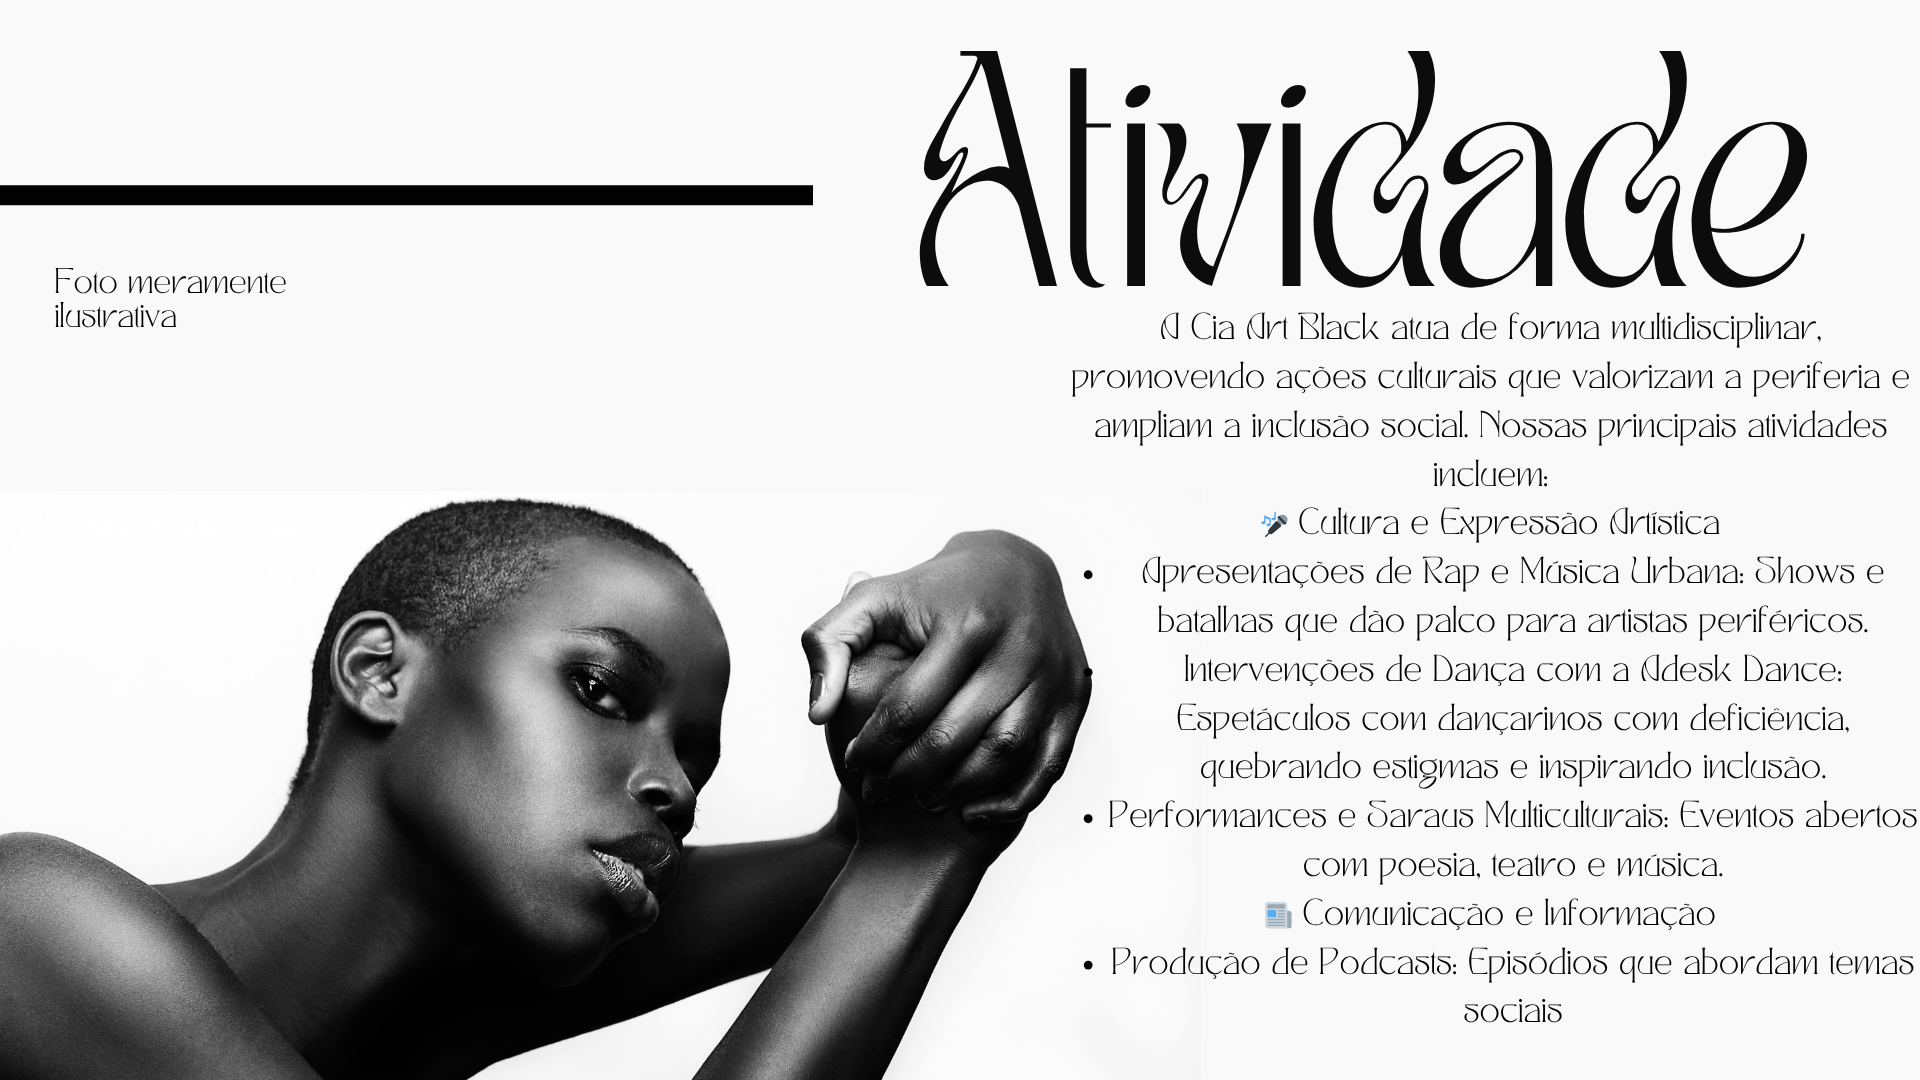 Atividade
Foto meramente
ilustrativa
A Cia Art Black atua de forma multidisciplinar,
promovendo ações culturais que valorizam a periferia e
ampliam a inclusão social. Nossas principais atividades
incluem:
🎤 Cultura e Expressão Artística
• Apresentações de Rap e Música Urbana: Shows e
batalhas que dão palco para artistas periféricos.
• Intervenções de Dança com a Adesk Dance:
Espetáculos com dançarinos com deficiência,
quebrando estigmas e inspirando inclusão.
• Performances e Saraus Multiculturais: Eventos abertos
com poesia, teatro e música.
📰 Comunicação e Informação
• Produção de Podcasts: Episódios que abordam temas
sociais